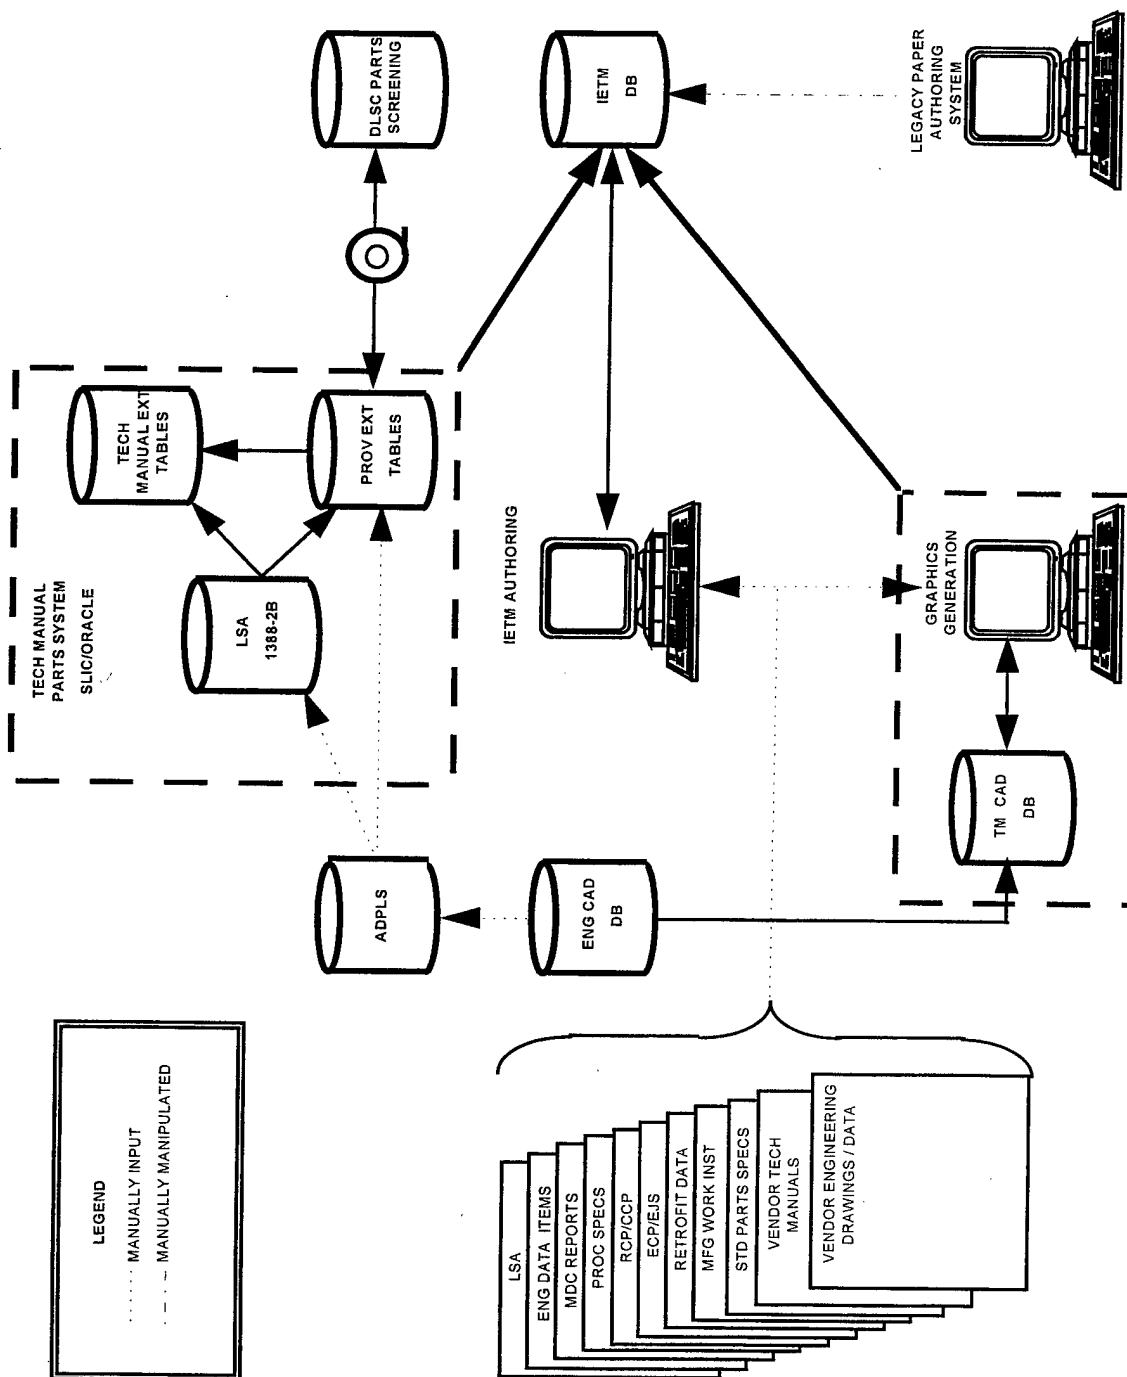 LEGEND
...... MANUALLY INPUT
. _ . _ MANUALLY MANIPULATED
LSA
ENG DATA ITEMS
MDC REPORTS
PROC SPECS
RCP/CCP
ECP/EJS
RETROFIT DATA
MFG WORK INST
STD PARTS SPECS
VENDOR TECH
MANUALS
VENDOR ENGINEERING
DRAWINGS / DATA
ADPLS
ENG CAD
DB
TECH MANUAL
PARTS SYSTEM
SLIC/ORACLE
LSA
1388-2B
TECH
MANUAL EXT
TABLES
PROV EXT
TABLES
DLSC PARTS
SCREENING
IETM AUTHORING
IETM
DB
TM CAD
DB
GRAPHICS
GENERATION
LEGACY PAPER
AUTHORING
SYSTEM